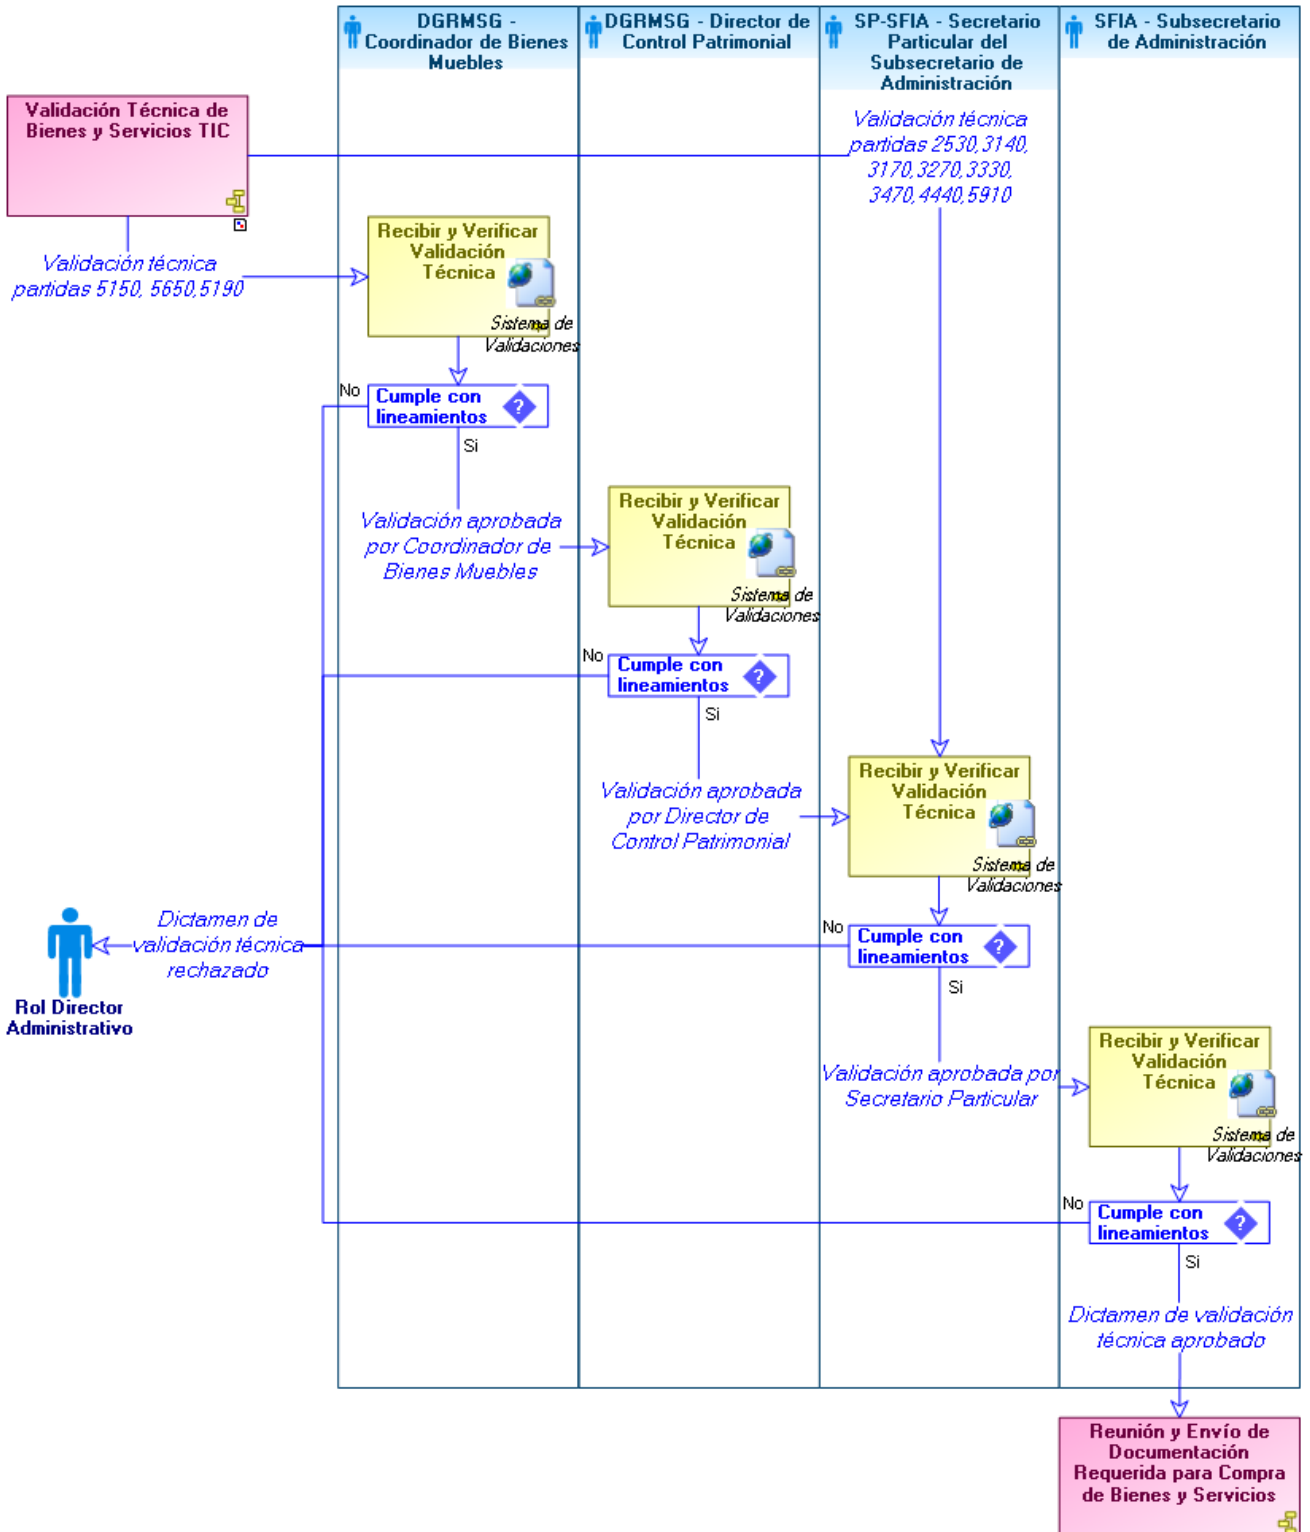 DGRMSG -
Coordinador de Bienes
Muebles
DGRMSG - Director de
Control Patrimonial
SP-SFIA - Secretario
Particular del
Subsecretario de
Administración
SFIA - Subsecretario
de Administración
Validación Técnica de
Bienes y Servicios TIC
Validación técnica
partidas 2530,3140,
3170,3270,3330,
3470,4440,5910
Validación técnica
partidas 5150, 5650,5190
Recibir y Verificar
Validación
Técnica
Sistema de
Validaciones
No
Cumple con
lineamientos
?
Si
Validación aprobada
por Coordinador de
Bienes Muebles
Recibir y Verificar
Validación
Técnica
Sistema de
Validaciones
No
Cumple con
lineamientos
?
Si
Validación aprobada
por Director de
Control Patrimonial
Recibir y Verificar
Validación
Técnica
Sistema de
Validaciones
No
Cumple con
lineamientos
?
Si
Dictamen de
validación técnica
rechazado
Rol Director
Administrativo
Validación aprobada por
Secretario Particular
Recibir y Verificar
Validación
Técnica
Sistema de
Validaciones
No
Cumple con
lineamientos
?
Si
Dictamen de validación
técnica aprobado
Reunión y Envío de
Documentación
Requerida para Compra
de Bienes y Servicios